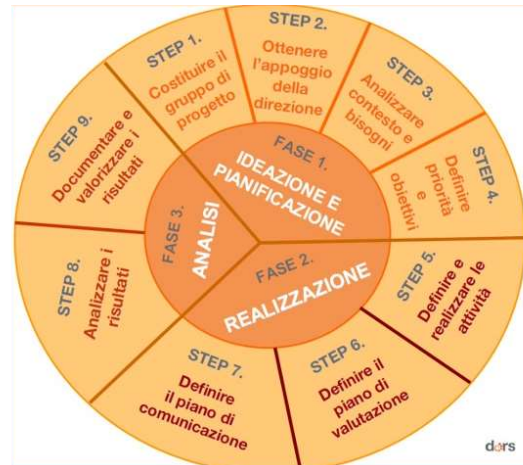 STEP 1.
Costituire il
gruppo di
progetto
STEP 2.
Ottenere
l'appoggio
della
direzione
STEP 3.
Analizzare
contesto e
bisogni
STEP 4.
Definire
priorità
e
obiettivi
STEP 5.
Definire e
realizzare le
attività
STEP 6.
Definire il
piano di
valutazione
STEP 7.
Definire
il piano di
comunicazione
STEP 8.
Analizzare i
risultati
STEP 9.
Documentare e
valorizzare i
risultati
FASE 1.
IDEAZIONE E
PIANIFICAZIONE
FASE 2.
REALIZZAZIONE
FASE 3.
ANALISI
dors